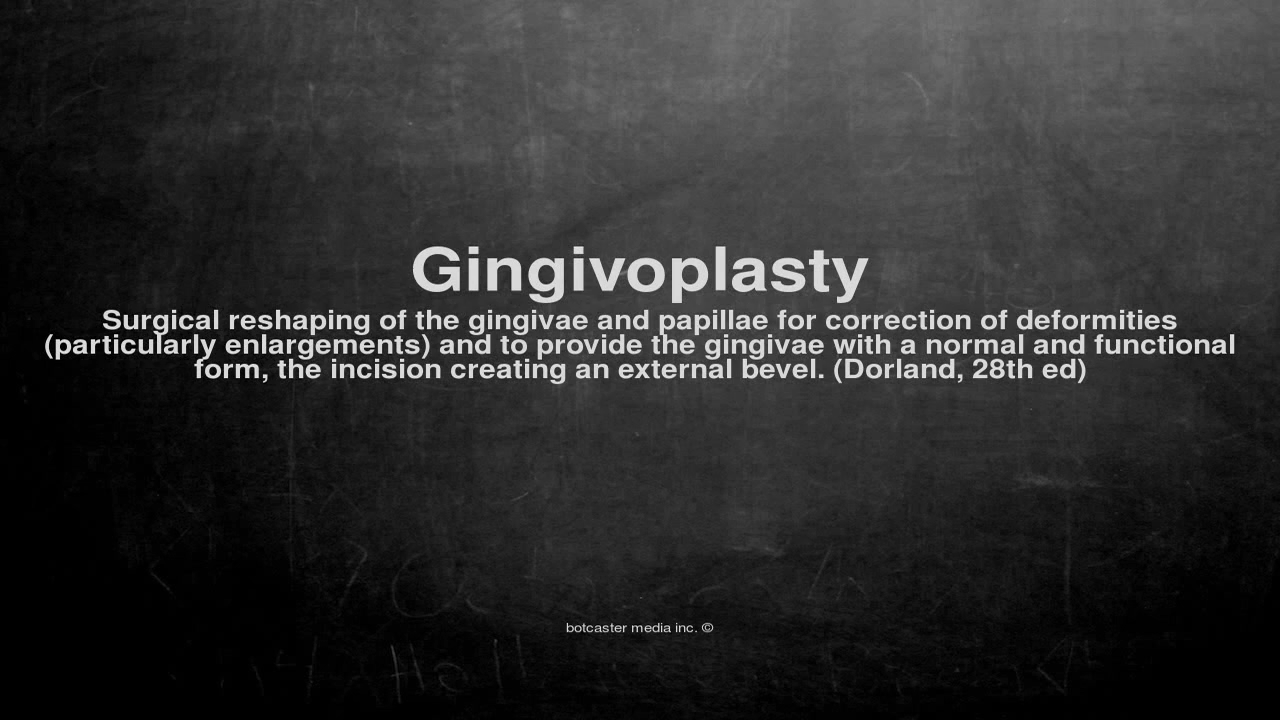 Gingivoplasty
Surgical reshaping of the gingivae and papillae for correction of deformities
(particularly enlargements) and to provide the gingivae with a normal and functional
form, the incision creating an external bevel. (Dorland, 28th ed)
botcaster media inc. ©